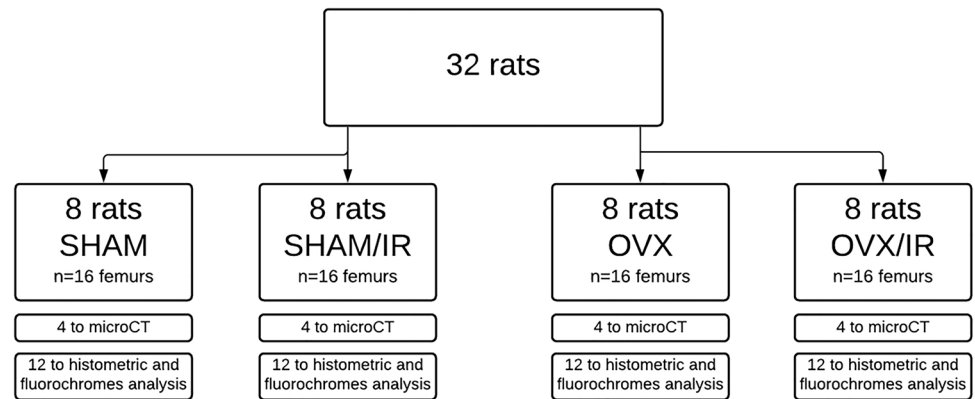 32 rats
8 rats
SHAM
n=16 femurs
4 to microCT
12 to histometric and
fluorochromes analysis
8 rats
SHAM/IR
n=16 femurs
4 to microCT
12 to histometric and
fluorochromes analysis
8 rats
OVX
n=16 femurs
4 to microCT
12 to histometric and
fluorochromes analysis
8 rats
OVX/IR
n=16 femurs
4 to microCT
12 to histometric and
fluorochromes analysis